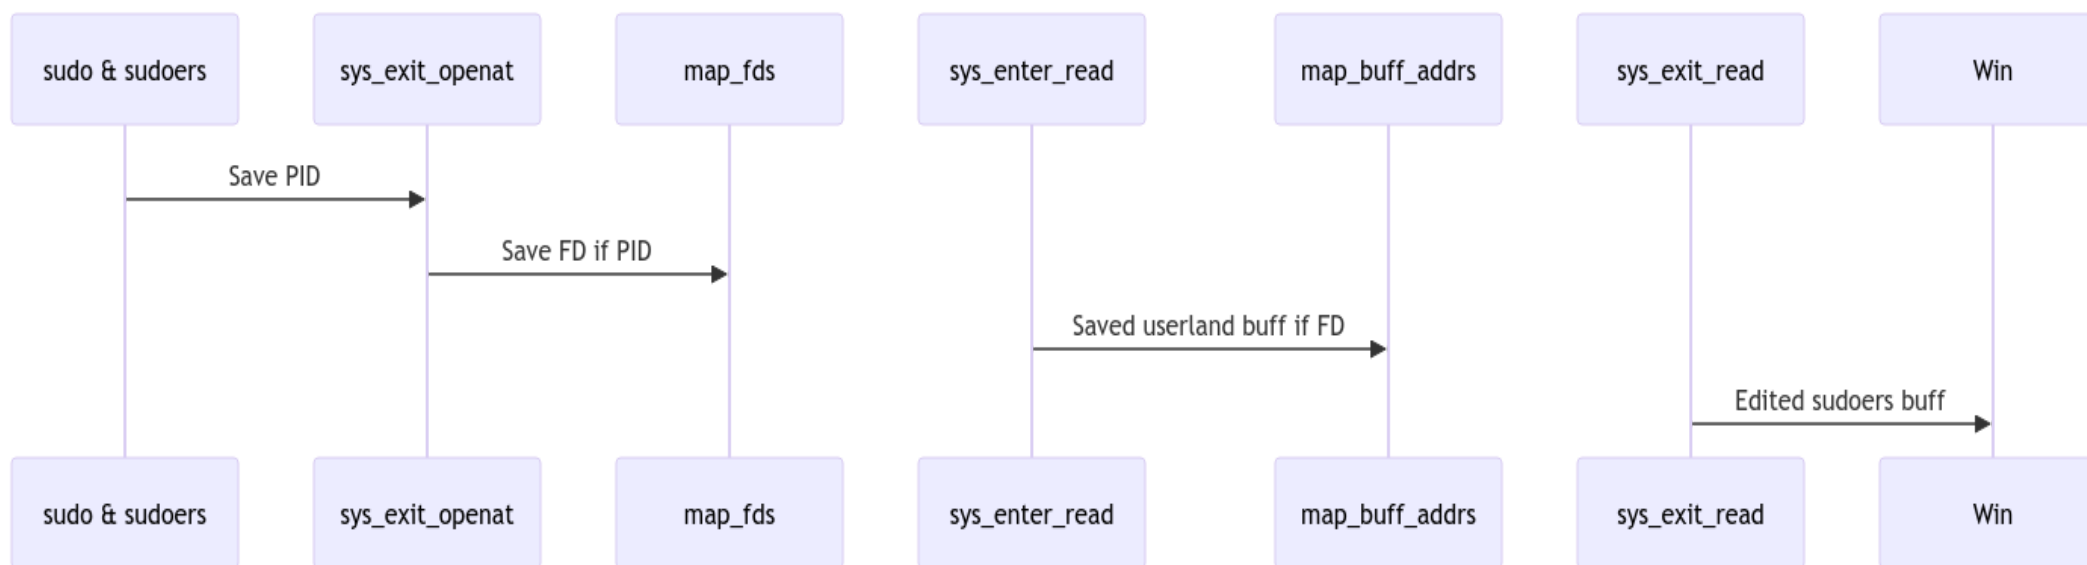 sudo & sudoers
sys_exit_openat
map_fds
sys_enter_read
map_buff_addrs
sys_exit_read
Win
Save PID
Save FD if PID
Saved userland buff if FD
Edited sudoers buff
sudo & sudoers
sys_exit_openat
map_fds
sys_enter_read
map_buff_addrs
sys_exit_read
Win